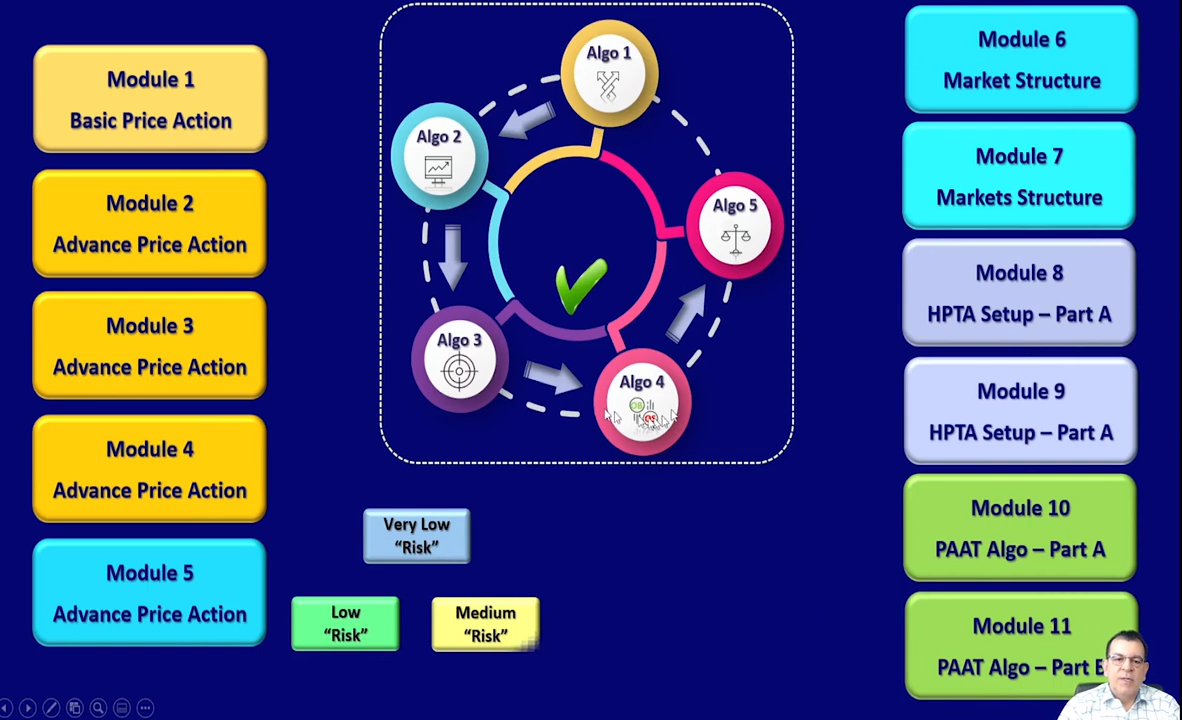 Module 1
Basic Price Action
Module 2
Advance Price Action
Module 3
Advance Price Action
Module 4
Advance Price Action
Module 5
Advance Price Action
Algo 1
Algo 2
Algo 3
Algo 4
Algo 5
Very Low
“Risk”
Low
“Risk”
Medium
“Risk”
Module 6
Market Structure
Module 7
Markets Structure
Module 8
HPTA Setup – Part A
Module 9
HPTA Setup – Part A
Module 10
PAAT Algo – Part A
Module 11
PAAT Algo – Part